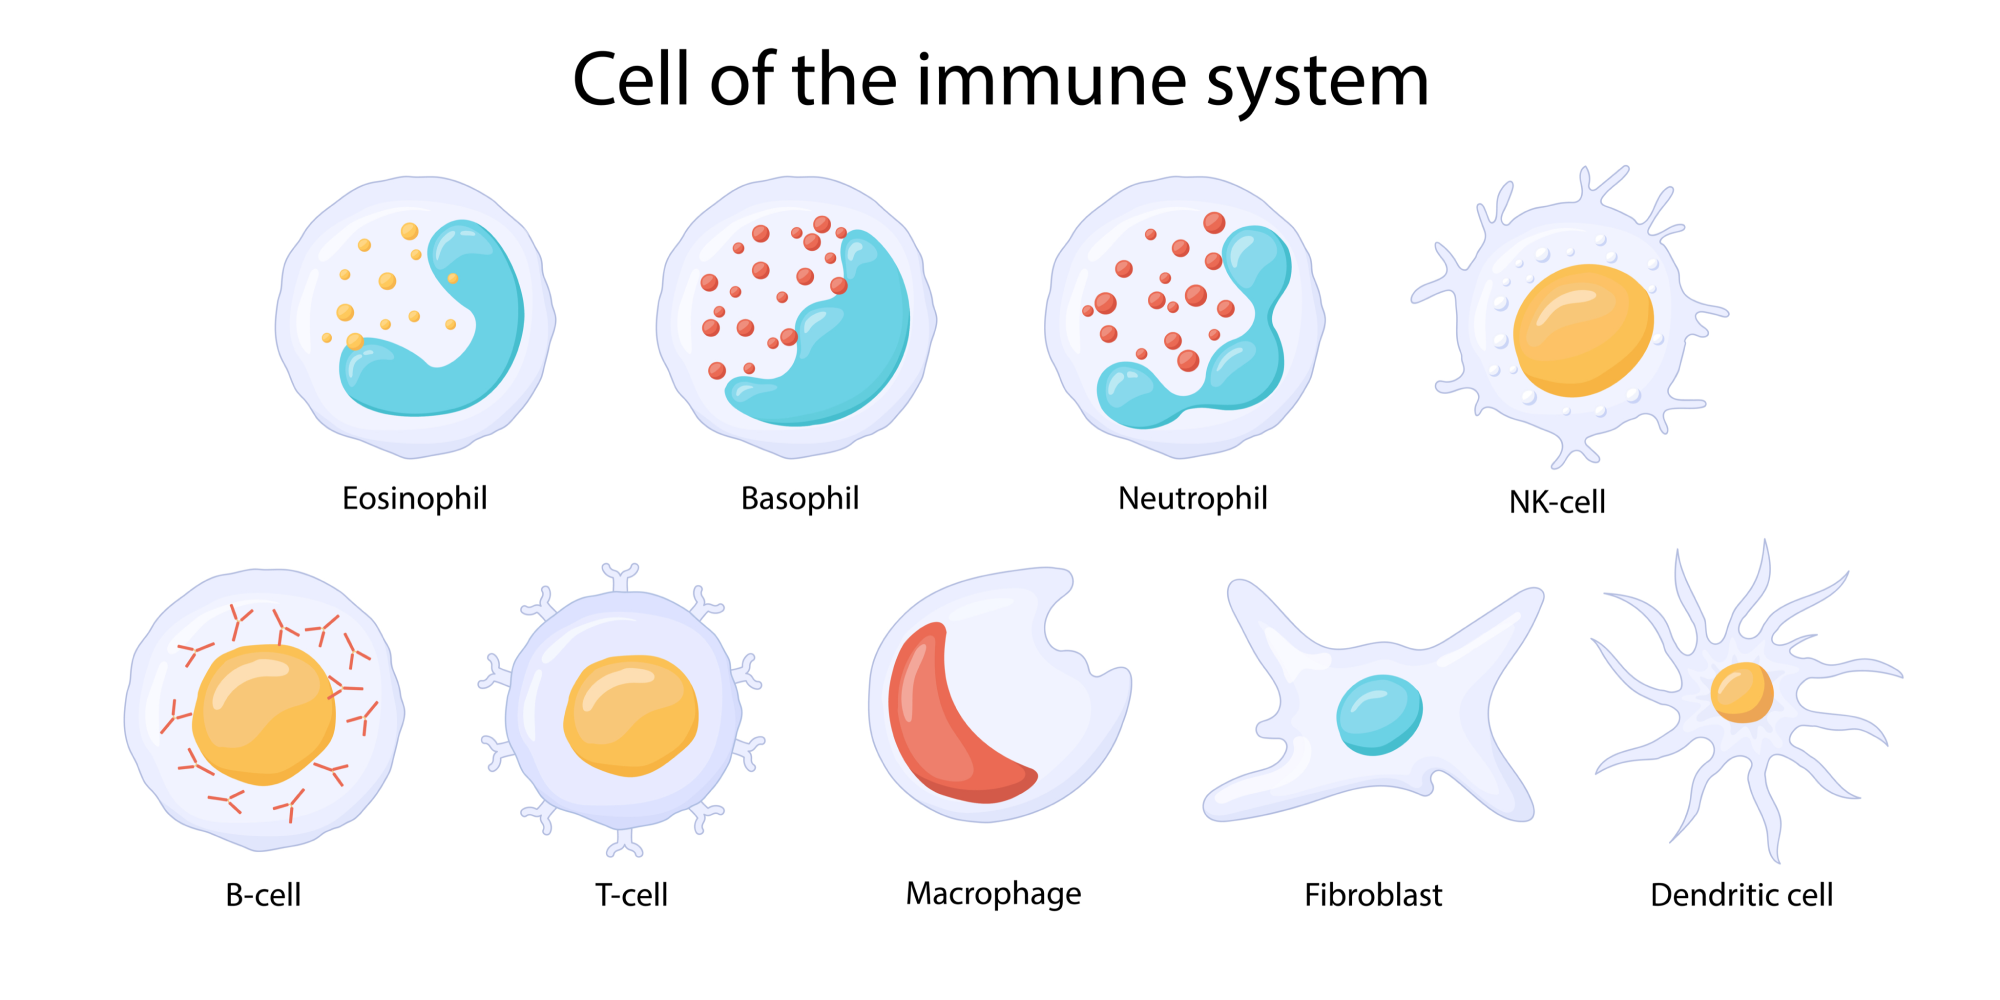 Cell of the immune system
Eosinophil
Basophil
Neutrophil
NK-cell
B-cell
T-cell
Macrophage
Fibroblast
Dendritic cell